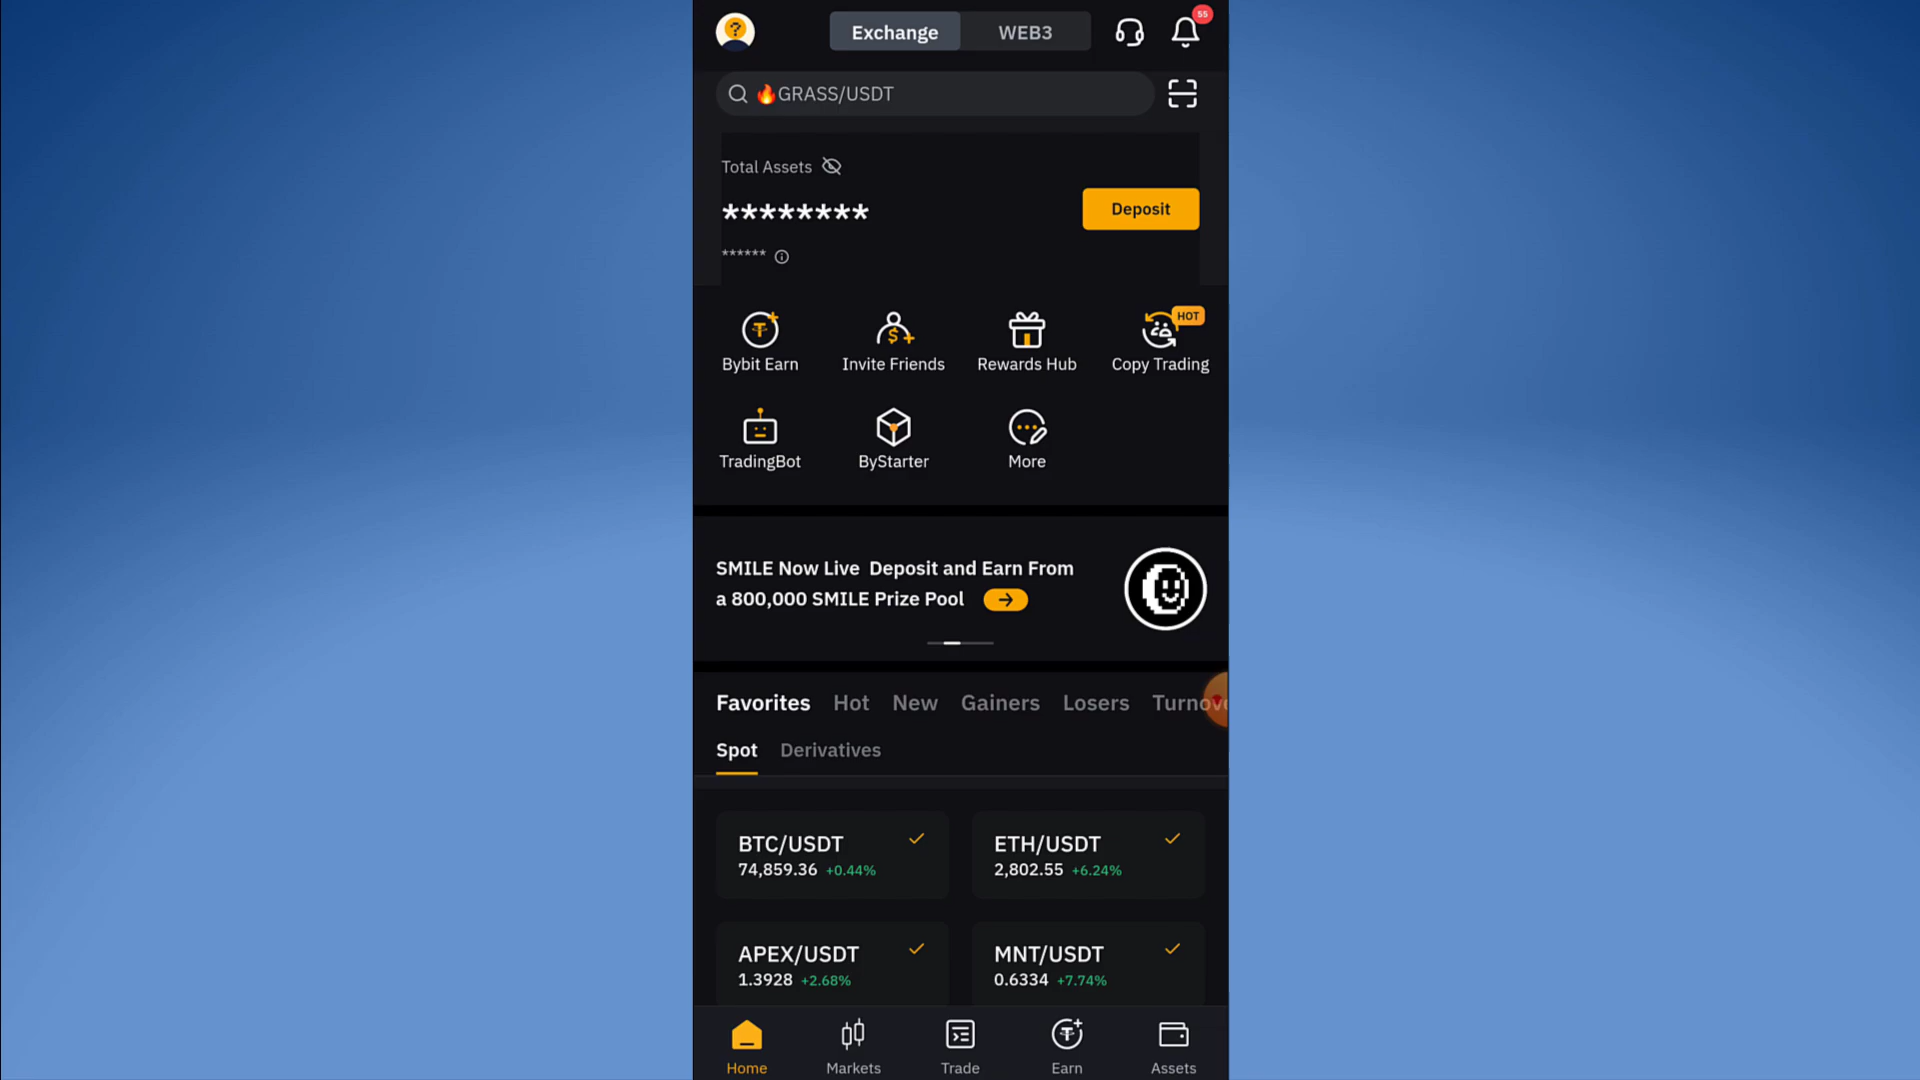 Exchange WEB3 55
🔥GRASS/USDT
Total Assets
********
Deposit
******
HOT
Bybit Earn Invite Friends Rewards Hub Copy Trading
TradingBot ByStarter More
SMILE Now Live Deposit and Earn From
a 800,000 SMILE Prize Pool
Favorites Hot New Gainers Losers Turnove
Spot Derivatives
BTC/USDT
74,859.36 +0.44%
ETH/USDT
2,802.55 +6.24%
APEX/USDT
1.3928 +2.68%
MNT/USDT
0.6334 +7.74%
Home Markets Trade Earn Assets